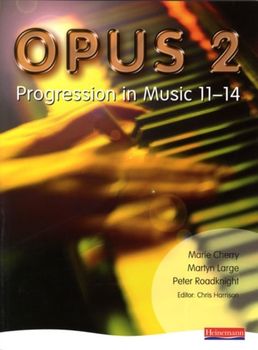 OPUS 2
Progression in Music 11–14
Marie Cherry
Martyn Large
Peter Roadknight
Editor: Chris Harrison
Heinemann